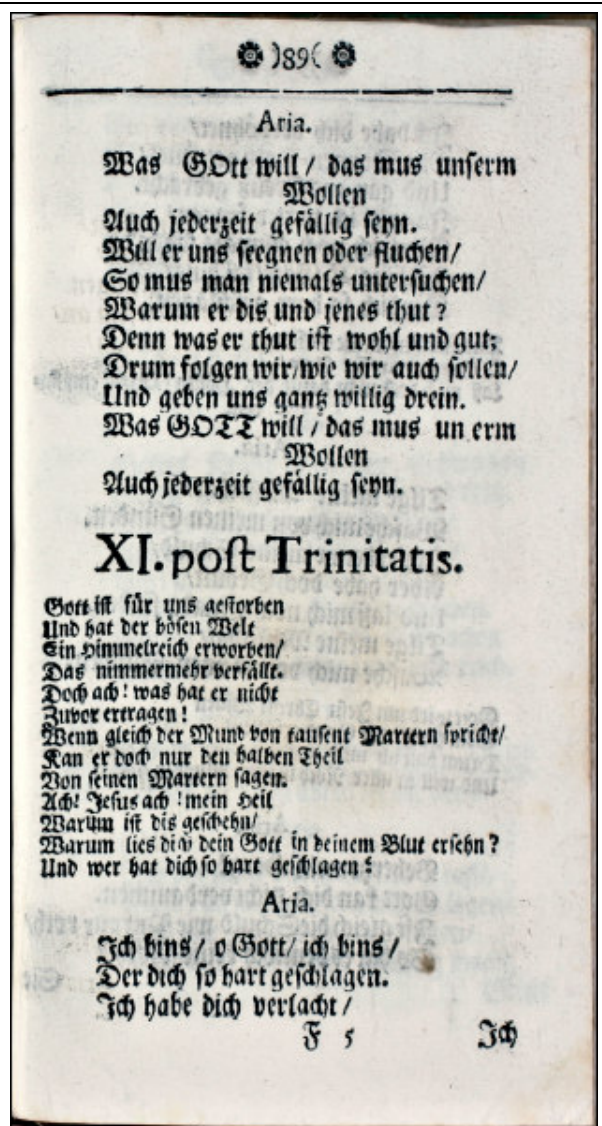 )89(
Aria.
Was GOtt will / das mus unserm
Wollen
Auch jederzeit gefällig seyn.
Will er uns seegnen oder fluchen/
So mus man niemals untersuchen/
Warum er dis und jenes thut?
Denn was er thut ist wohl und gut;
Drum folgen wir/wie wir auch sollen/
Und geben uns gantz willig drein.
Was GOTT will / das mus un erm
Wollen
Auch jederzeit gefällig seyn.
XI. post Trinitatis.
Gott ist für uns gestorben
Und hat der bösen Welt
Ein Himmelreich erworben/
Das nimmermehr verfällt.
Doch ach! was hat er nicht
Zuvor ertragen!
Wenn gleich der Mund von tausent Martern spricht/
Kan er doch nur den halben Theil
Von seinen Martern sagen.
Ach! Jesus ach! mein Heil
Warum ist dis geschehn/
Warum lies dich dein Gott in deinem Blut ersehn?
Und wer hat dich so hart geschlagen?
Aria.
Ich bins / o Gott/ ich bins /
Der dich so hart geschlagen.
Ich habe dich verlacht /
F 5 Ich